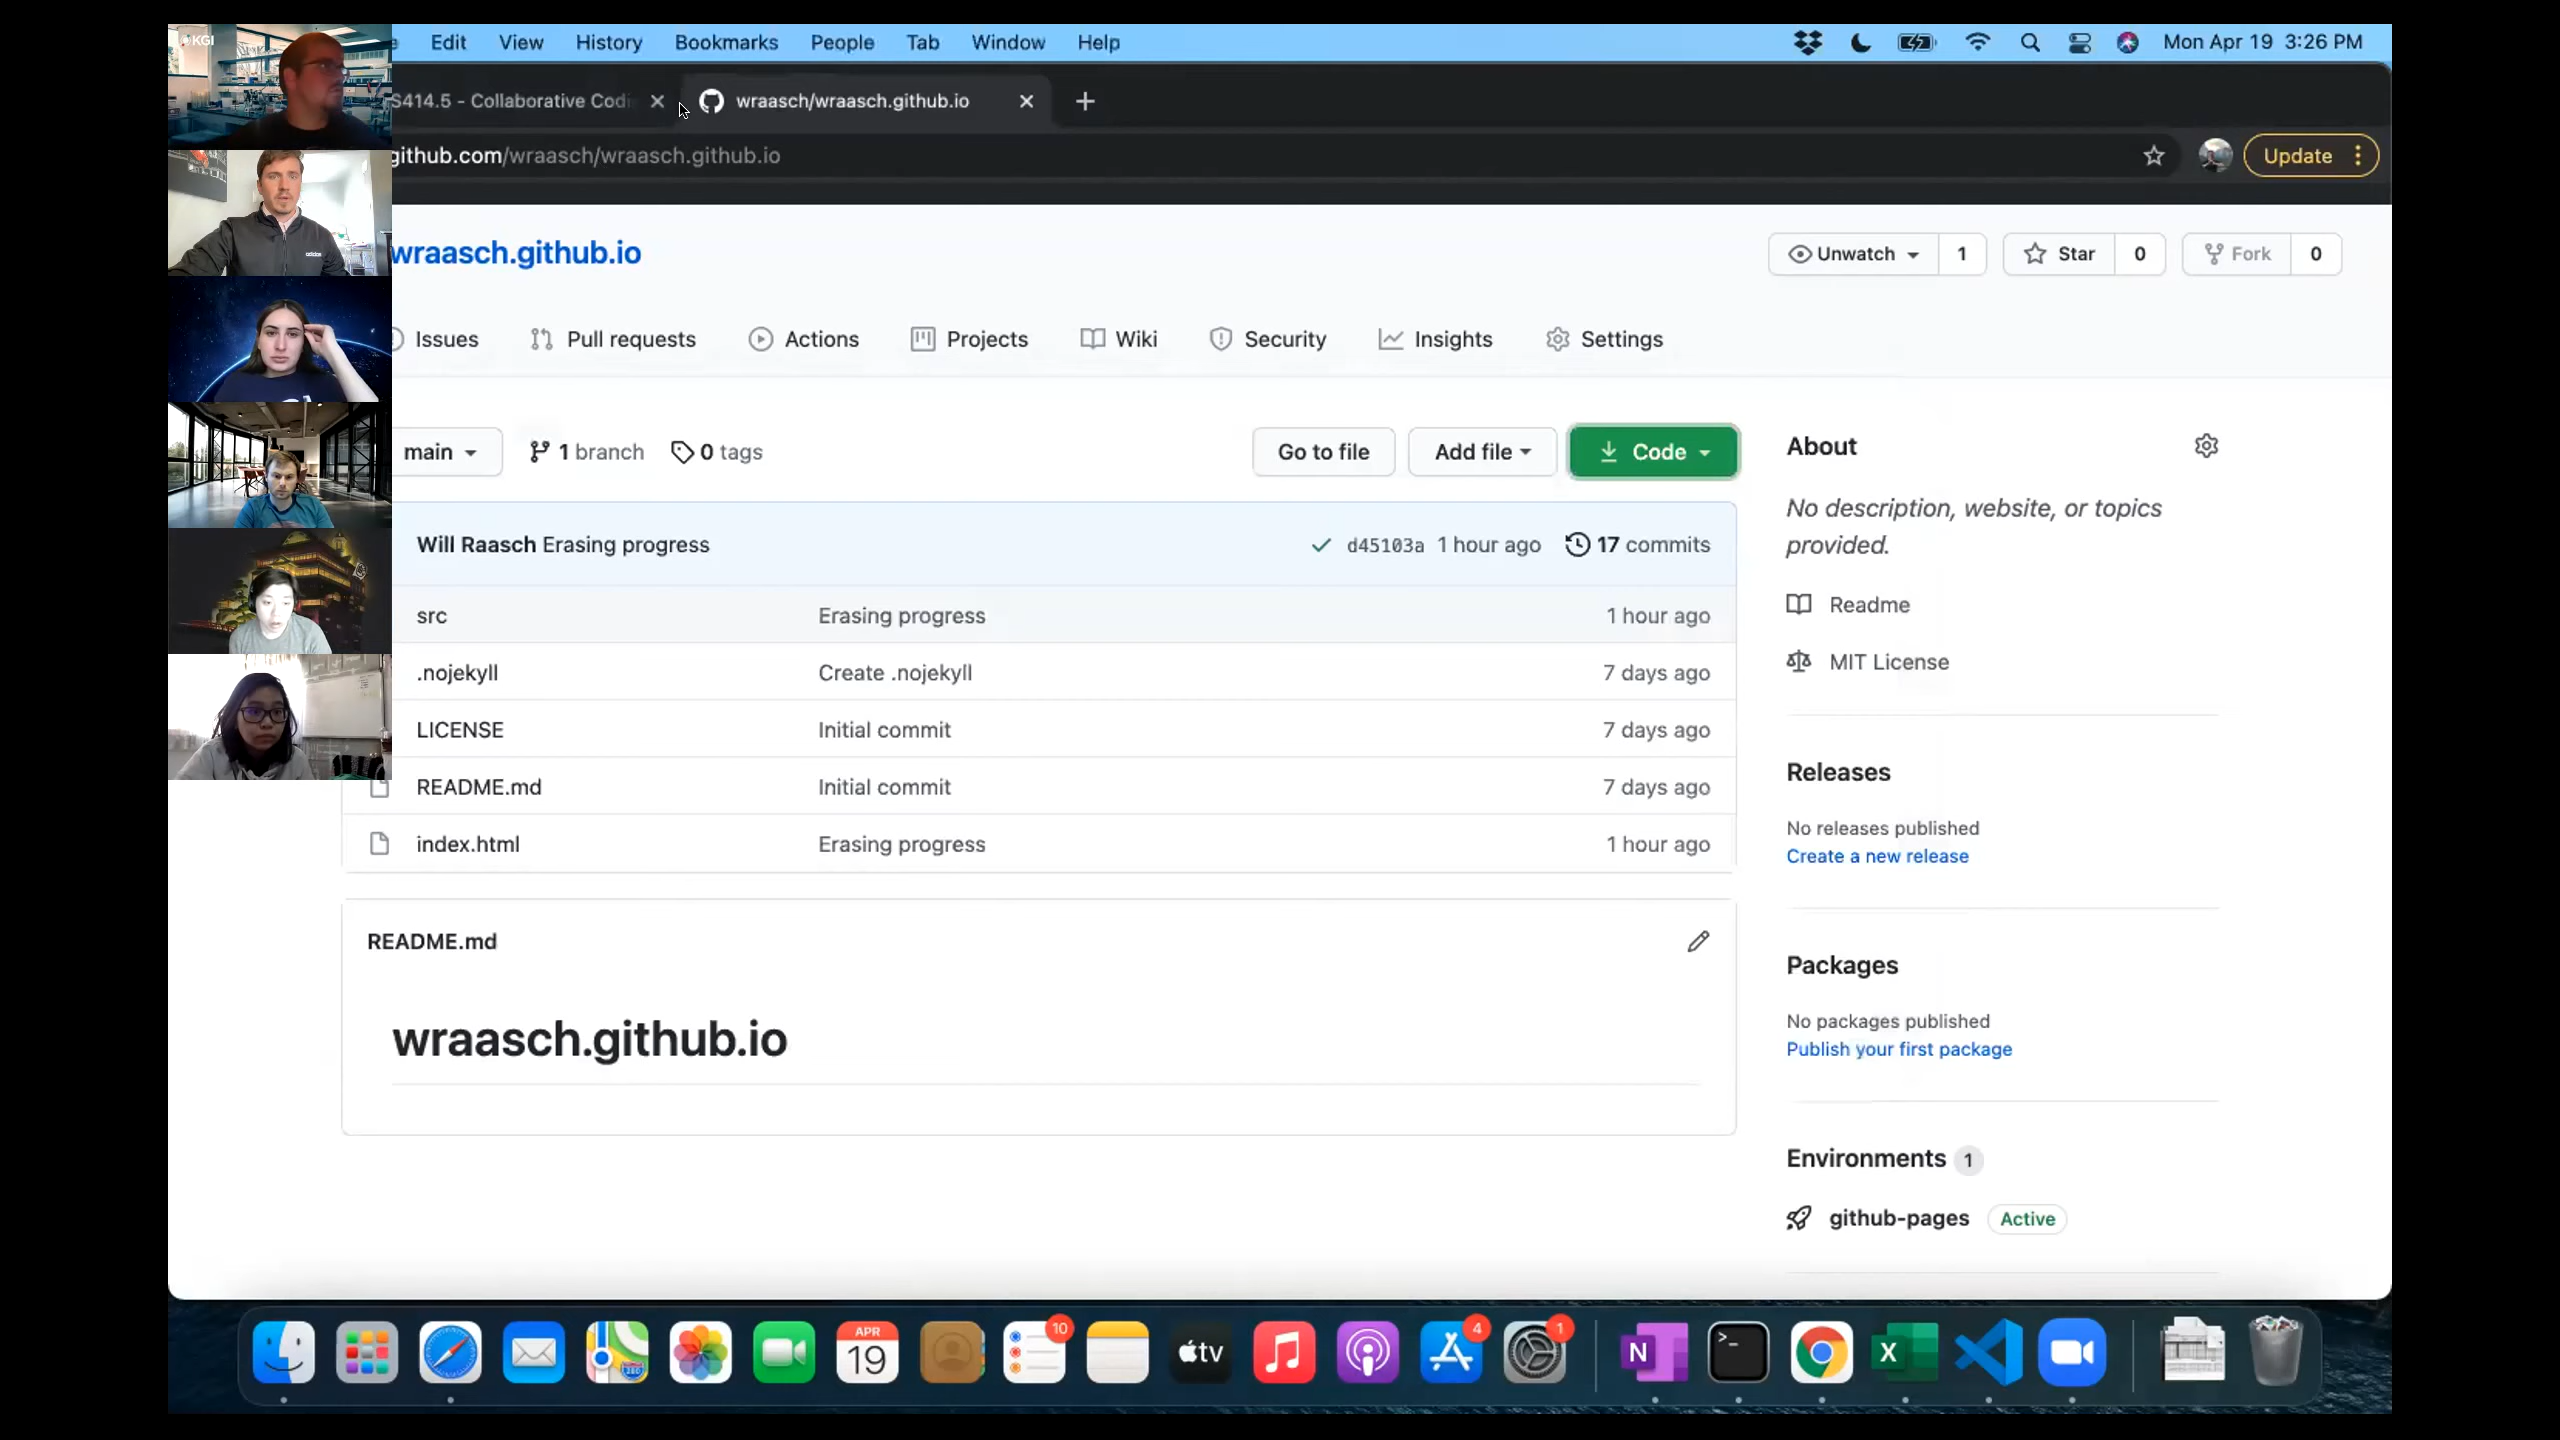 KGI
Edit View History Bookmarks People Tab Window Help
Mon Apr 19 3:26 PM
S414.5 - Collaborative Codi
wraasch/wraasch.github.io
github.com/wraasch/wraasch.github.io
Update
wraasch.github.io
Unwatch 1
Star 0
Fork 0
Issues Pull requests Actions Projects Wiki Security Insights Settings
main 1 branch 0 tags
Go to file Add file Code
Will Raasch Erasing progress d45103a 1 hour ago 17 commits
src Erasing progress 1 hour ago
.nojekyll Create .nojekyll 7 days ago
LICENSE Initial commit 7 days ago
README.md Initial commit 7 days ago
index.html Erasing progress 1 hour ago
README.md
wraasch.github.io
About
No description, website, or topics
provided.
Readme
MIT License
Releases
No releases published
Create a new release
Packages
No packages published
Publish your first package
Environments 1
github-pages Active
APR
19
10
tv
4
1
N
>_
X